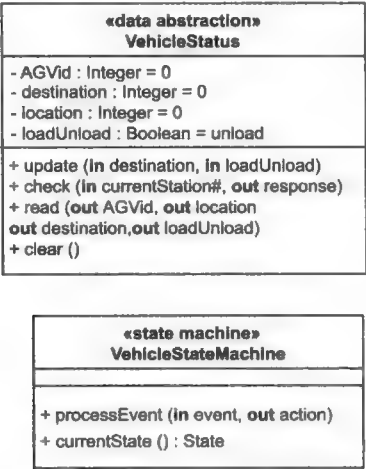 «data abstraction»
VehicleStatus
- AGVid : Integer = 0
- destination : Integer = 0
- location : Integer = 0
- loadUnload : Boolean = unload
+ update (in destination, in loadUnload)
+ check (in currentStation#, out response)
+ read (out AGVid, out location
out destination,out loadUnload)
+ clear ()
«state machine»
VehicleStateMachine
+ processEvent (in event, out action)
+ currentState () : State